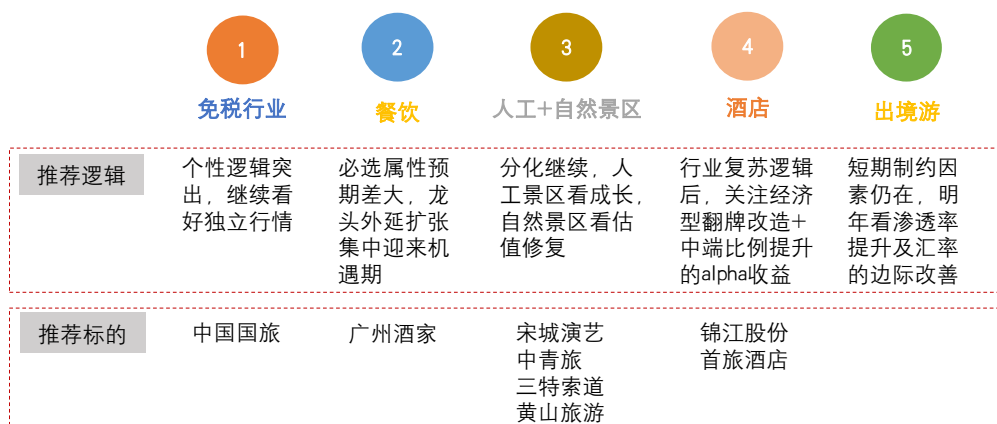 1
2
3
4
5
免税行业
餐饮
人工+自然景区
酒店
出境游
推荐逻辑
个性逻辑突
出，继续看
好独立行情
必选属性预
期差大，龙
头外延扩张
集中迎来机
遇期
分化继续，人
工景区看成长，
自然景区看估
值修复
行业复苏逻辑
后，关注经济
型翻牌改造+
中端比例提升
的alpha收益
短期制约因
素仍在，明
年看渗透率
提升及汇率
的边际改善
推荐标的
中国国旅
广州酒家
宋城演艺
中青旅
三特索道
黄山旅游
锦江股份
首旅酒店